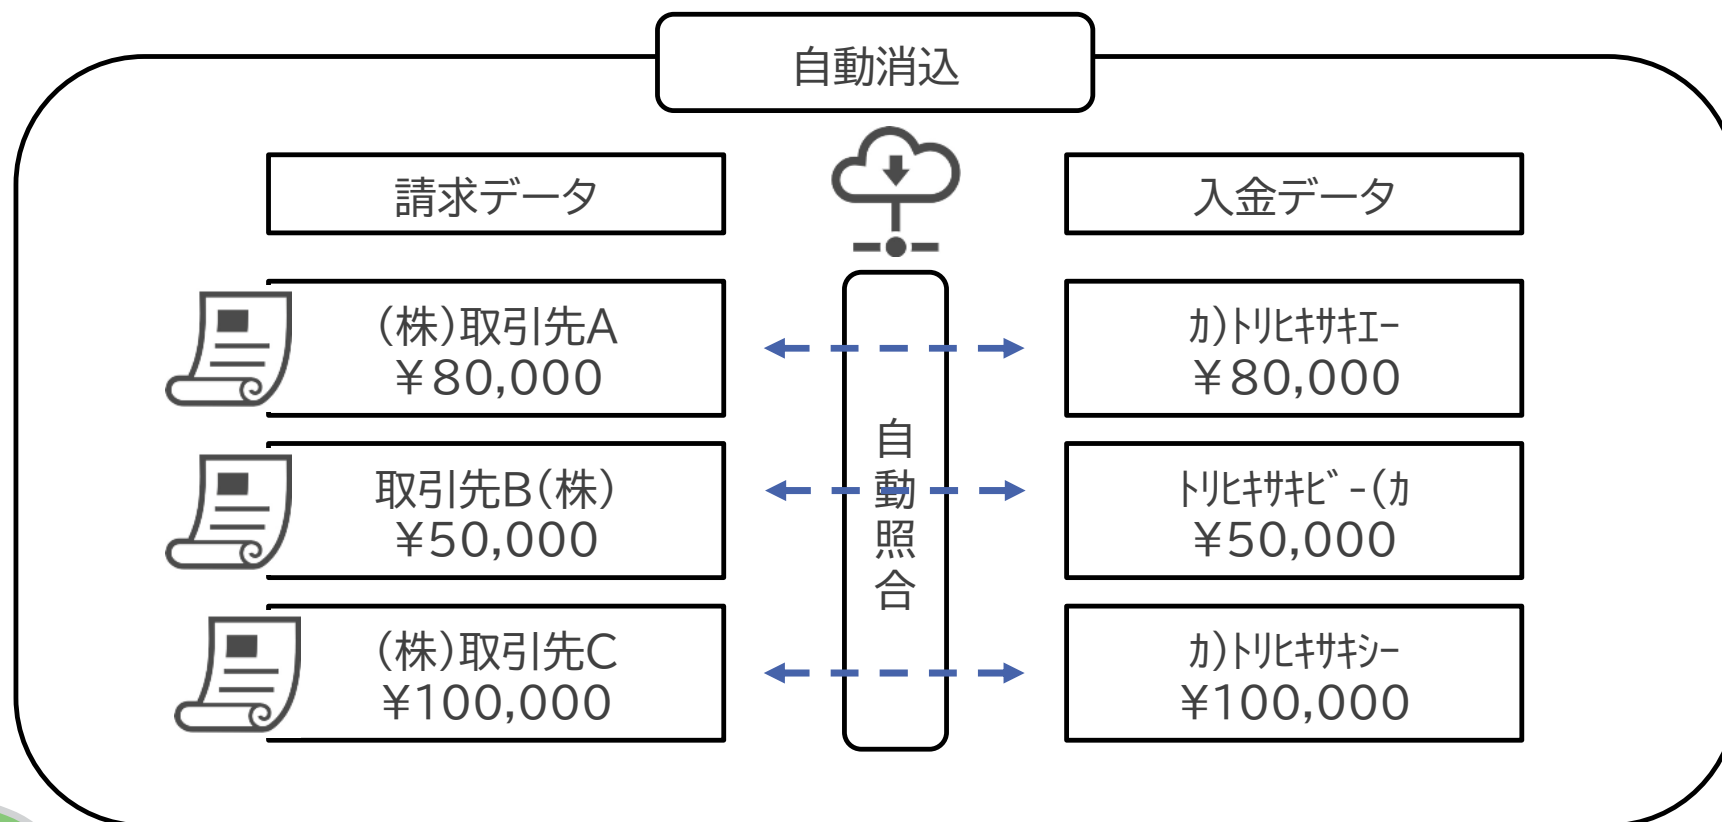 自動消込
請求データ
入金データ
(株)取引先A
¥80,000
ｶ)ﾄﾘﾋｷｻｷｴｰ
¥80,000
取引先B(株)
¥50,000
ﾄﾘﾋｷｻｷﾋﾞｰ(ｶ
¥50,000
(株)取引先C
¥100,000
ｶ)ﾄﾘﾋｷｻｷｼｰ
¥100,000
自動照合